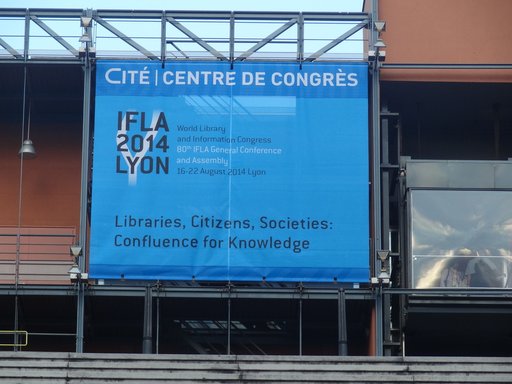 CITÉ | CENTRE DE CONGRÈS
IFLA
2014
LYON
World Library
and Information Congress
80th IFLA General Conference
and Assembly
16-22 August 2014 Lyon
Libraries, Citizens, Societies:
Confluence for Knowledge